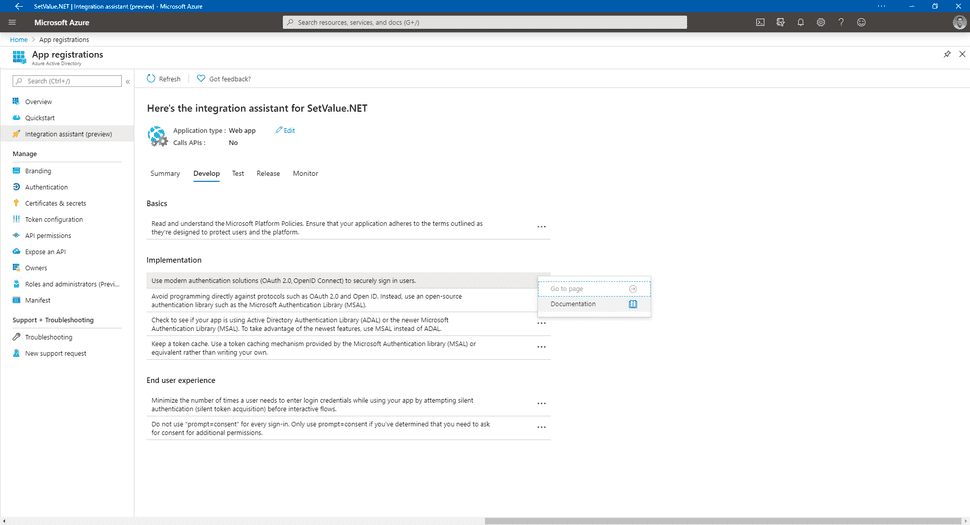 SetValue.NET | Integration assistant (preview) - Microsoft Azure
Microsoft Azure
Search resources, services, and docs (G+/)
Home > App registrations
App registrations
Azure Active Directory
Search (Ctrl+/)
Overview
Quickstart
Integration assistant (preview)
Manage
Branding
Authentication
Certificates & secrets
Token configuration
API permissions
Expose an API
Owners
Roles and administrators (Previ...
Manifest
Support + Troubleshooting
Troubleshooting
New support request
Refresh
Got feedback?
Here's the integration assistant for SetValue.NET
Application type : Web app
Edit
Calls APIs : No
Summary Develop Test Release Monitor
Basics
Read and understand the Microsoft Platform Policies. Ensure that your application adheres to the terms outlined as
they're designed to protect users and the platform.
Implementation
Use modern authentication solutions (OAuth 2.0, OpenID Connect) to securely sign in users.
Avoid programming directly against protocols such as OAuth 2.0 and Open ID. Instead, use an open-source
authentication library such as the Microsoft Authentication Library (MSAL).
Check to see if your app is using Active Directory Authentication Library (ADAL) or the newer Microsoft
Authentication Library (MSAL). To take advantage of the newest features, use MSAL instead of ADAL.
Keep a token cache. Use a token caching mechanism provided by the Microsoft Authentication library (MSAL) or
equivalent rather than writing your own.
Go to page
Documentation
End user experience
Minimize the number of times a user needs to enter login credentials while using your app by attempting silent
authentication (silent token acquisition) before interactive flows.
Do not use "prompt=consent" for every sign-in. Only use prompt=consent if you've determined that you need to ask
for consent for additional permissions.